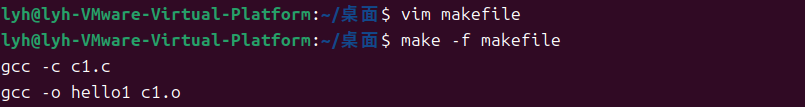 lyh@lyh-VMware-Virtual-Platform:~/桌面$ vim makefile
lyh@lyh-VMware-Virtual-Platform:~/桌面$ make -f makefile
gcc -c c1.c
gcc -o hello1 c1.o